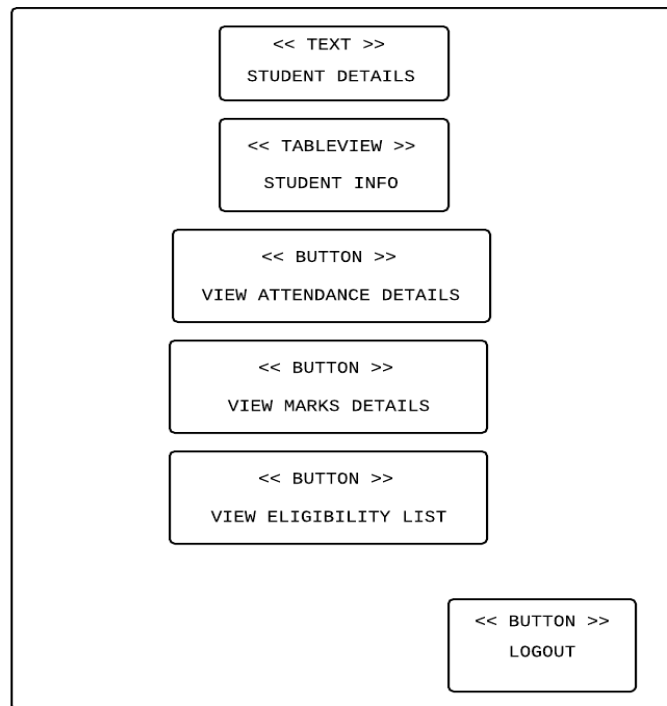 << TEXT >>
STUDENT DETAILS
<< TABLEVIEW >>
STUDENT INFO
<< BUTTON >>
VIEW ATTENDANCE DETAILS
<< BUTTON >>
VIEW MARKS DETAILS
<< BUTTON >>
VIEW ELIGIBILITY LIST
<< BUTTON >>
LOGOUT